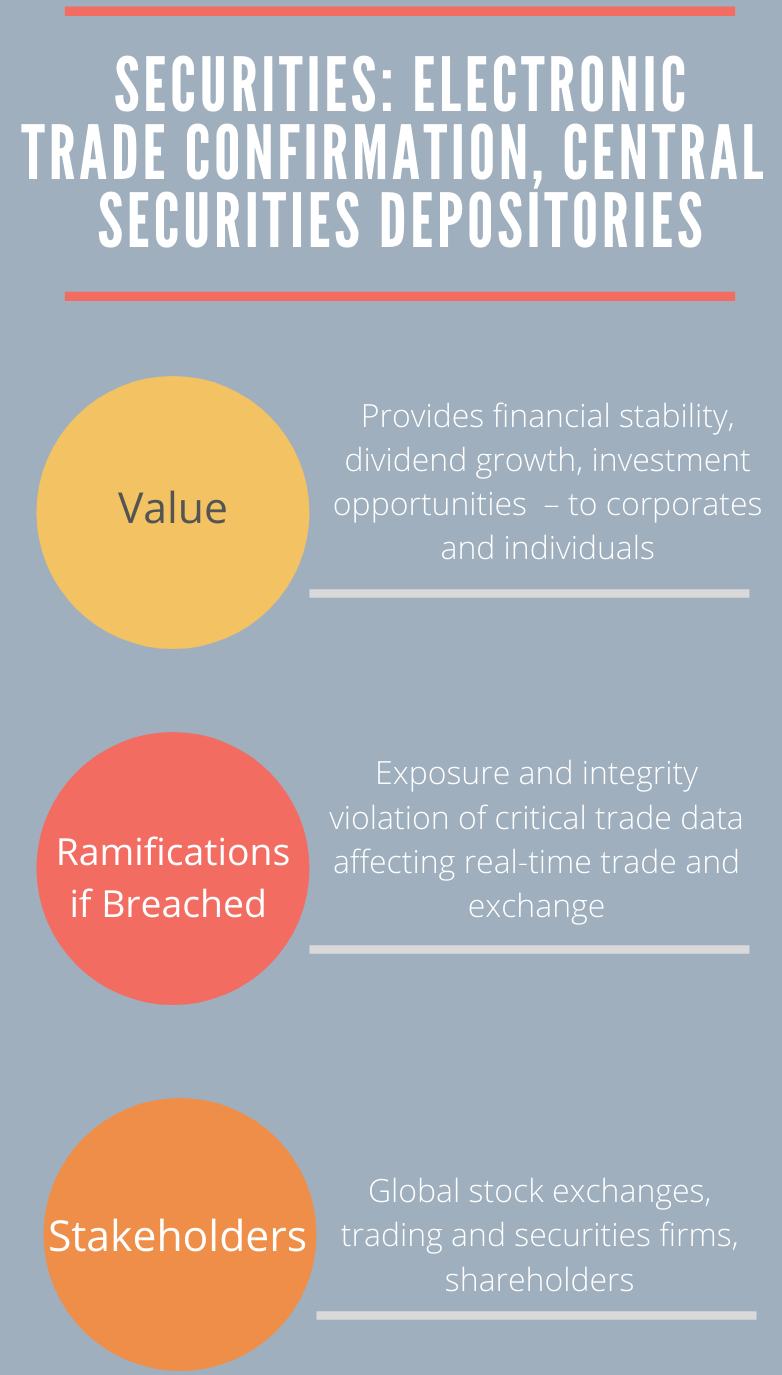 SECURITIES: ELECTRONIC
TRADE CONFIRMATION, CENTRAL
SECURITIES DEPOSITORIES
Value
Provides financial stability,
dividend growth, investment
opportunities – to corporates
and individuals
Ramifications
if Breached
Exposure and integrity
violation of critical trade data
affecting real-time trade and
exchange
Stakeholders
Global stock exchanges,
trading and securities firms,
shareholders